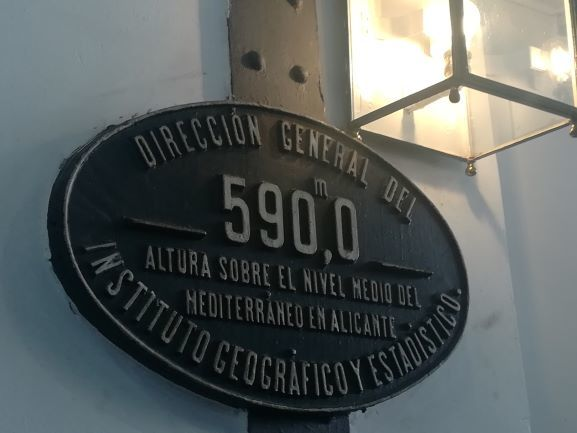 DIRECCIÓN GENERAL DEL
m
590,0
ALTURA SOBRE EL NIVEL MEDIO DEL
MEDITERRÁNEO EN ALICANTE
INSTITUTO GEOGRÁFICO Y ESTADÍSTICO.